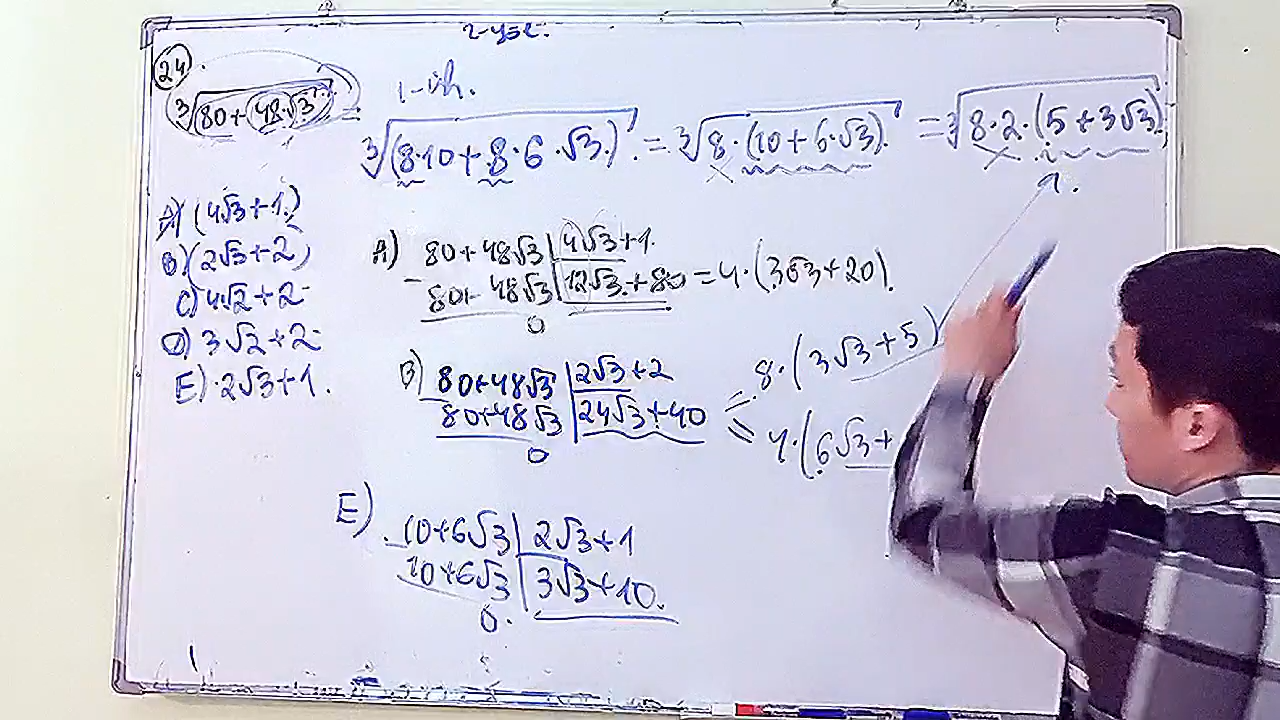 24
∛80+48·√3 =
1-
∛(8·10+8·6·√3) = ∛8·(10+6·√3) = ∛8·2·(5+3√3)
A) (4√3+1)
B) (2√3+2)
C) 4√2+2
D) 3√2+2
E) 2√3+1.
A) 80+48√3 | 4√3+1
- 80+48√3 | 12√3+80 = 4·(3√3+20)
0
B) 80+48√3 | 2√3+2
- 80+48√3 | 24√3+40 = 8·(3√3+5)
= 4·(6√3+
0
E) 10+6√3 | 2√3+1
- 10+6√3 | 3√3+10.
0.